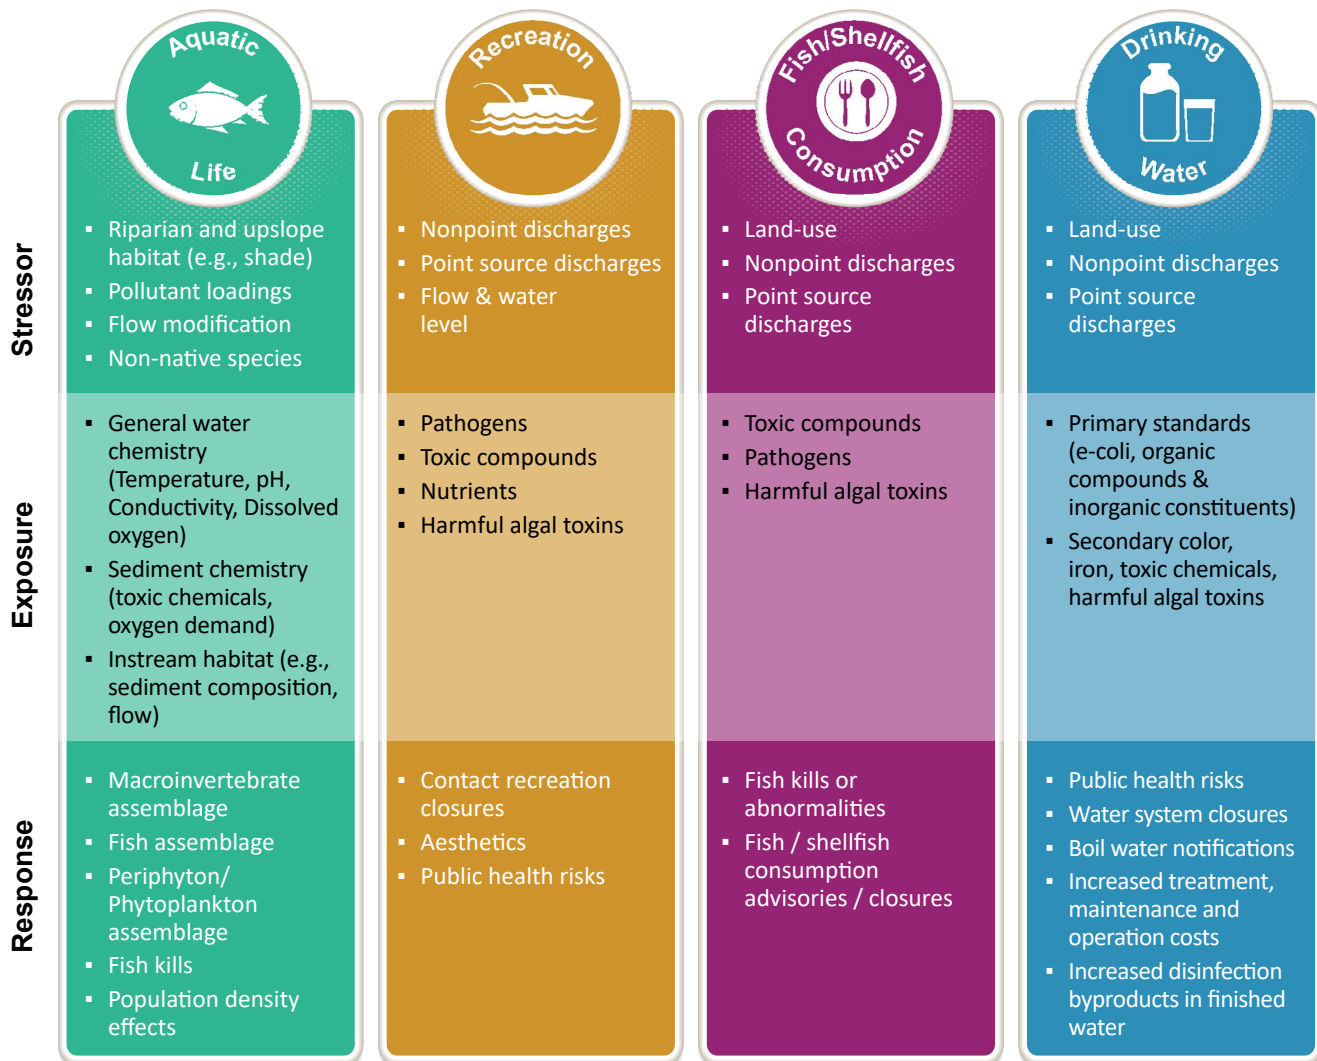 Aquatic
Life
Recreation
Fish/Shellfish
Consumption
Drinking
Water
Stressor
▪ Riparian and upslope
habitat (e.g., shade)
▪ Pollutant loadings
▪ Flow modification
▪ Non-native species
▪ Nonpoint discharges
▪ Point source discharges
▪ Flow & water
level
▪ Land-use
▪ Nonpoint discharges
▪ Point source
discharges
▪ Land-use
▪ Nonpoint discharges
▪ Point source
discharges
Exposure
▪ General water
chemistry
(Temperature, pH,
Conductivity, Dissolved
oxygen)
▪ Sediment chemistry
(toxic chemicals,
oxygen demand)
▪ Instream habitat (e.g.,
sediment composition,
flow)
▪ Pathogens
▪ Toxic compounds
▪ Nutrients
▪ Harmful algal toxins
▪ Toxic compounds
▪ Pathogens
▪ Harmful algal toxins
▪ Primary standards
(e-coli, organic
compounds &
inorganic constituents)
▪ Secondary color,
iron, toxic chemicals,
harmful algal toxins
Response
▪ Macroinvertebrate
assemblage
▪ Fish assemblage
▪ Periphyton/
Phytoplankton
assemblage
▪ Fish kills
▪ Population density
effects
▪ Contact recreation
closures
▪ Aesthetics
▪ Public health risks
▪ Fish kills or
abnormalities
▪ Fish / shellfish
consumption
advisories / closures
▪ Public health risks
▪ Water system closures
▪ Boil water notifications
▪ Increased treatment,
maintenance and
operation costs
▪ Increased disinfection
byproducts in finished
water